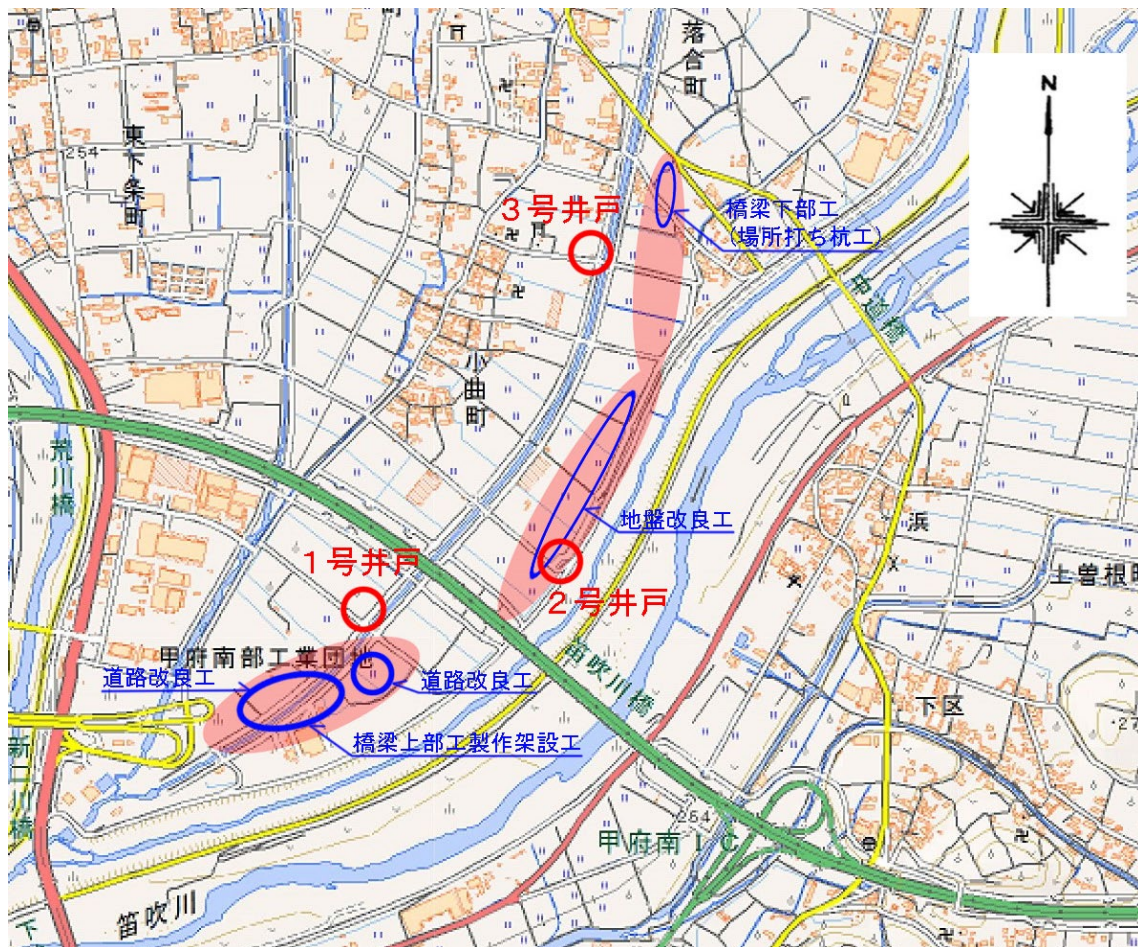 落合町
N
東下条町
254
3号井戸
橋梁下部工
(場所打ち杭工)
中道橋
小曲町
荒川橋
地盤改良工
浜
1号井戸
2号井戸
上曽根町
甲府南部工業団地
道路改良工
道路改良工
笛吹川橋
下区
橋梁上部工製作架設工
新二川橋
264
甲府南IC
笛吹川